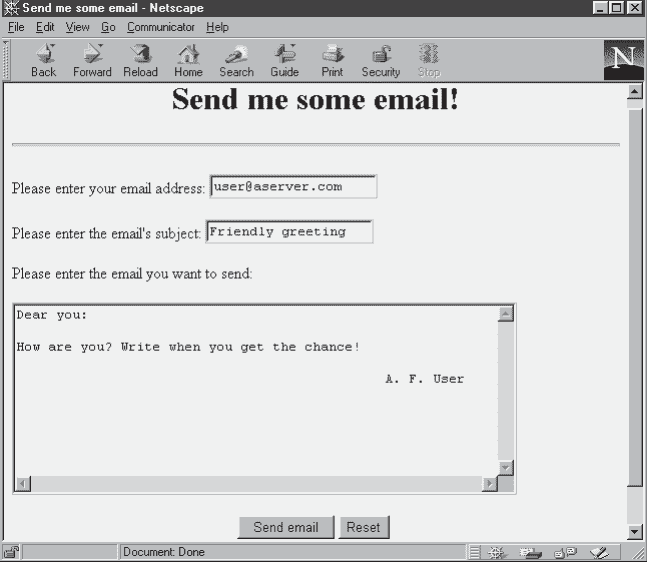 Send me some email - Netscape
File Edit View Go Communicator Help
Back Forward Reload Home Search Guide Print Security Stop
N
Send me some email!
Please enter your email address: user@aserver.com
Please enter the email's subject: Friendly greeting
Please enter the email you want to send:
Dear you:
How are you? Write when you get the chance!
A. F. User
Send email Reset
Document: Done